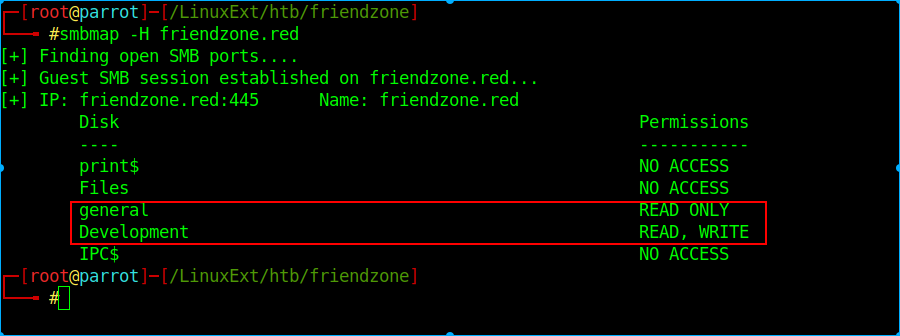 ┌─[root@parrot]─[/LinuxExt/htb/friendzone]
└──╼ #smbmap -H friendzone.red
[+] Finding open SMB ports....
[+] Guest SMB session established on friendzone.red...
[+] IP: friendzone.red:445 Name: friendzone.red
Disk Permissions
---- -----------
print$ NO ACCESS
Files NO ACCESS
general READ ONLY
Development READ, WRITE
IPC$ NO ACCESS
┌─[root@parrot]─[/LinuxExt/htb/friendzone]
└──╼ #